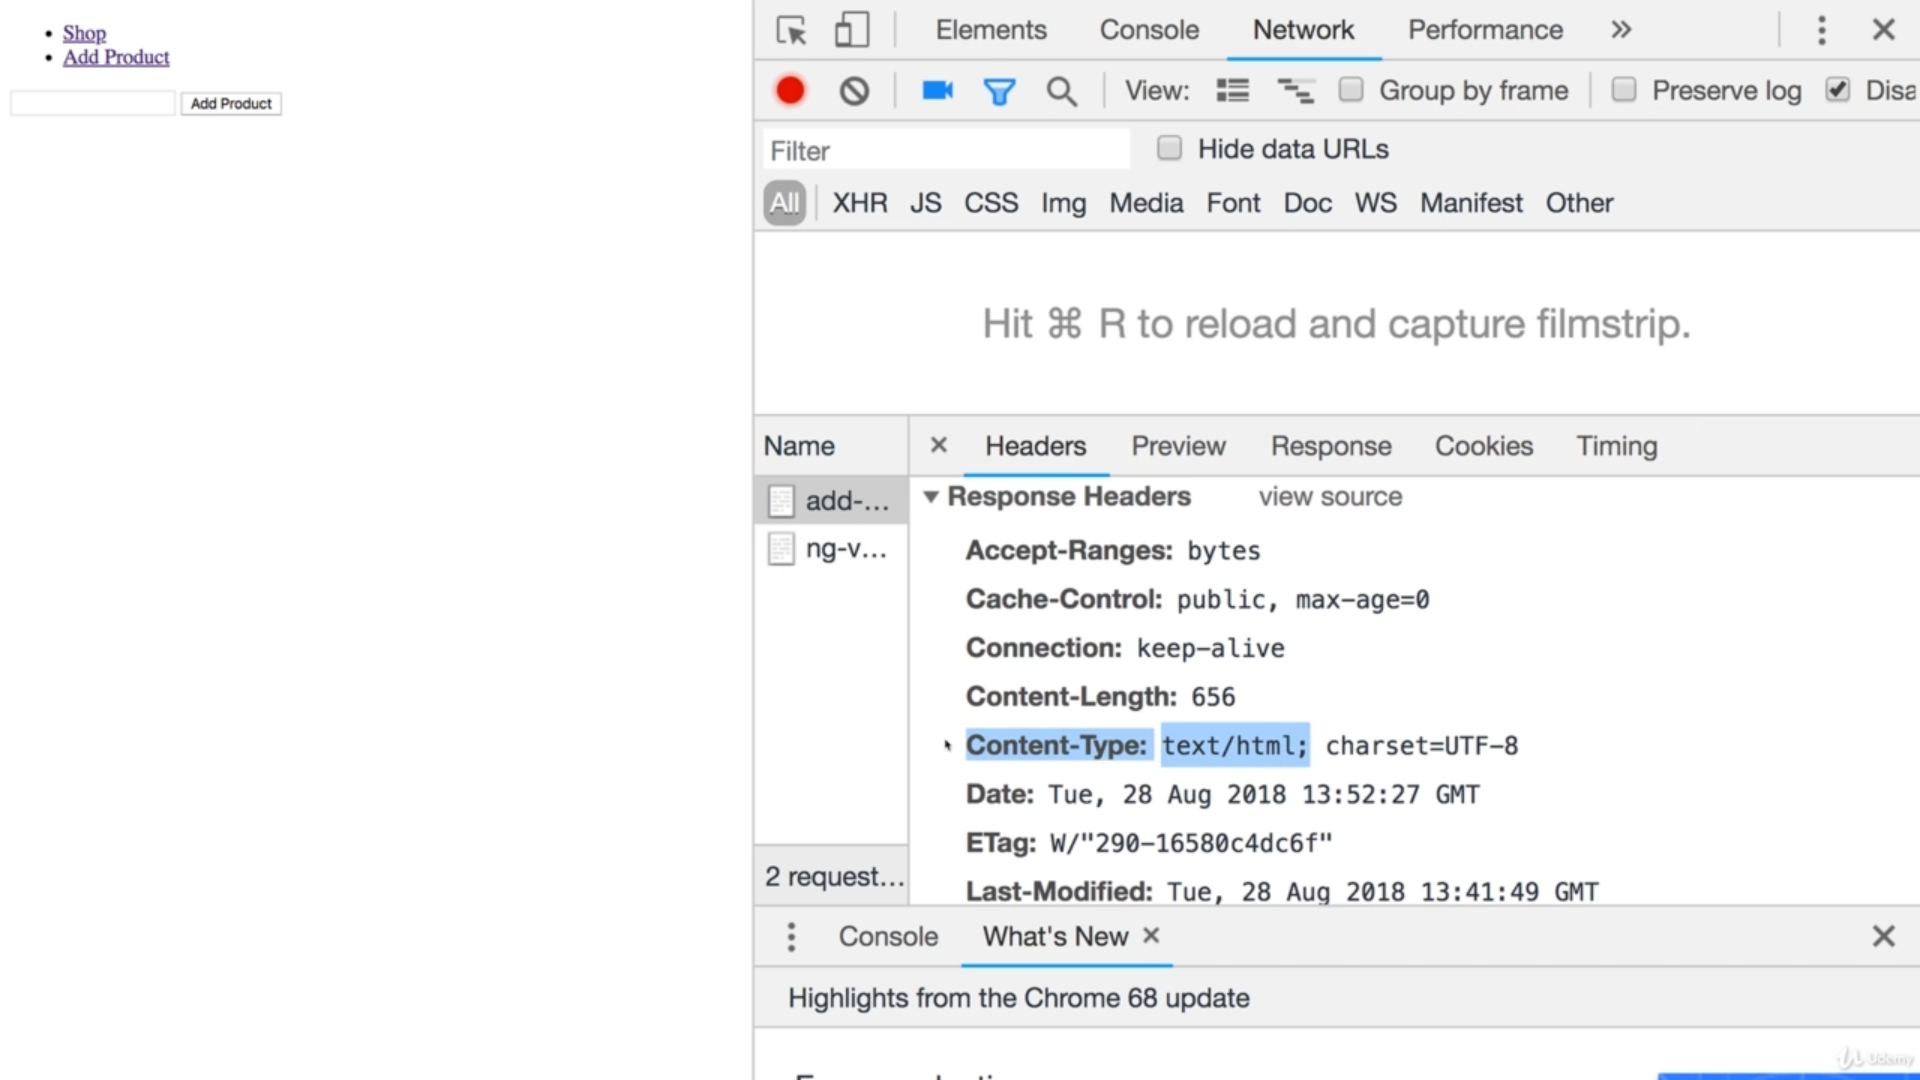 Shop
Add Product
Add Product
Elements Console Network Performance »
View: Group by frame Preserve log Disa
Filter Hide data URLs
All XHR JS CSS Img Media Font Doc WS Manifest Other
Hit ⌘ R to reload and capture filmstrip.
Name × Headers Preview Response Cookies Timing
add-...
ng-v...
2 request...
▼ Response Headers view source
Accept-Ranges: bytes
Cache-Control: public, max-age=0
Connection: keep-alive
Content-Length: 656
Content-Type: text/html; charset=UTF-8
Date: Tue, 28 Aug 2018 13:52:27 GMT
ETag: W/"290-16580c4dc6f"
Last-Modified: Tue, 28 Aug 2018 13:41:49 GMT
Console What's New ×
Highlights from the Chrome 68 update
Udemy